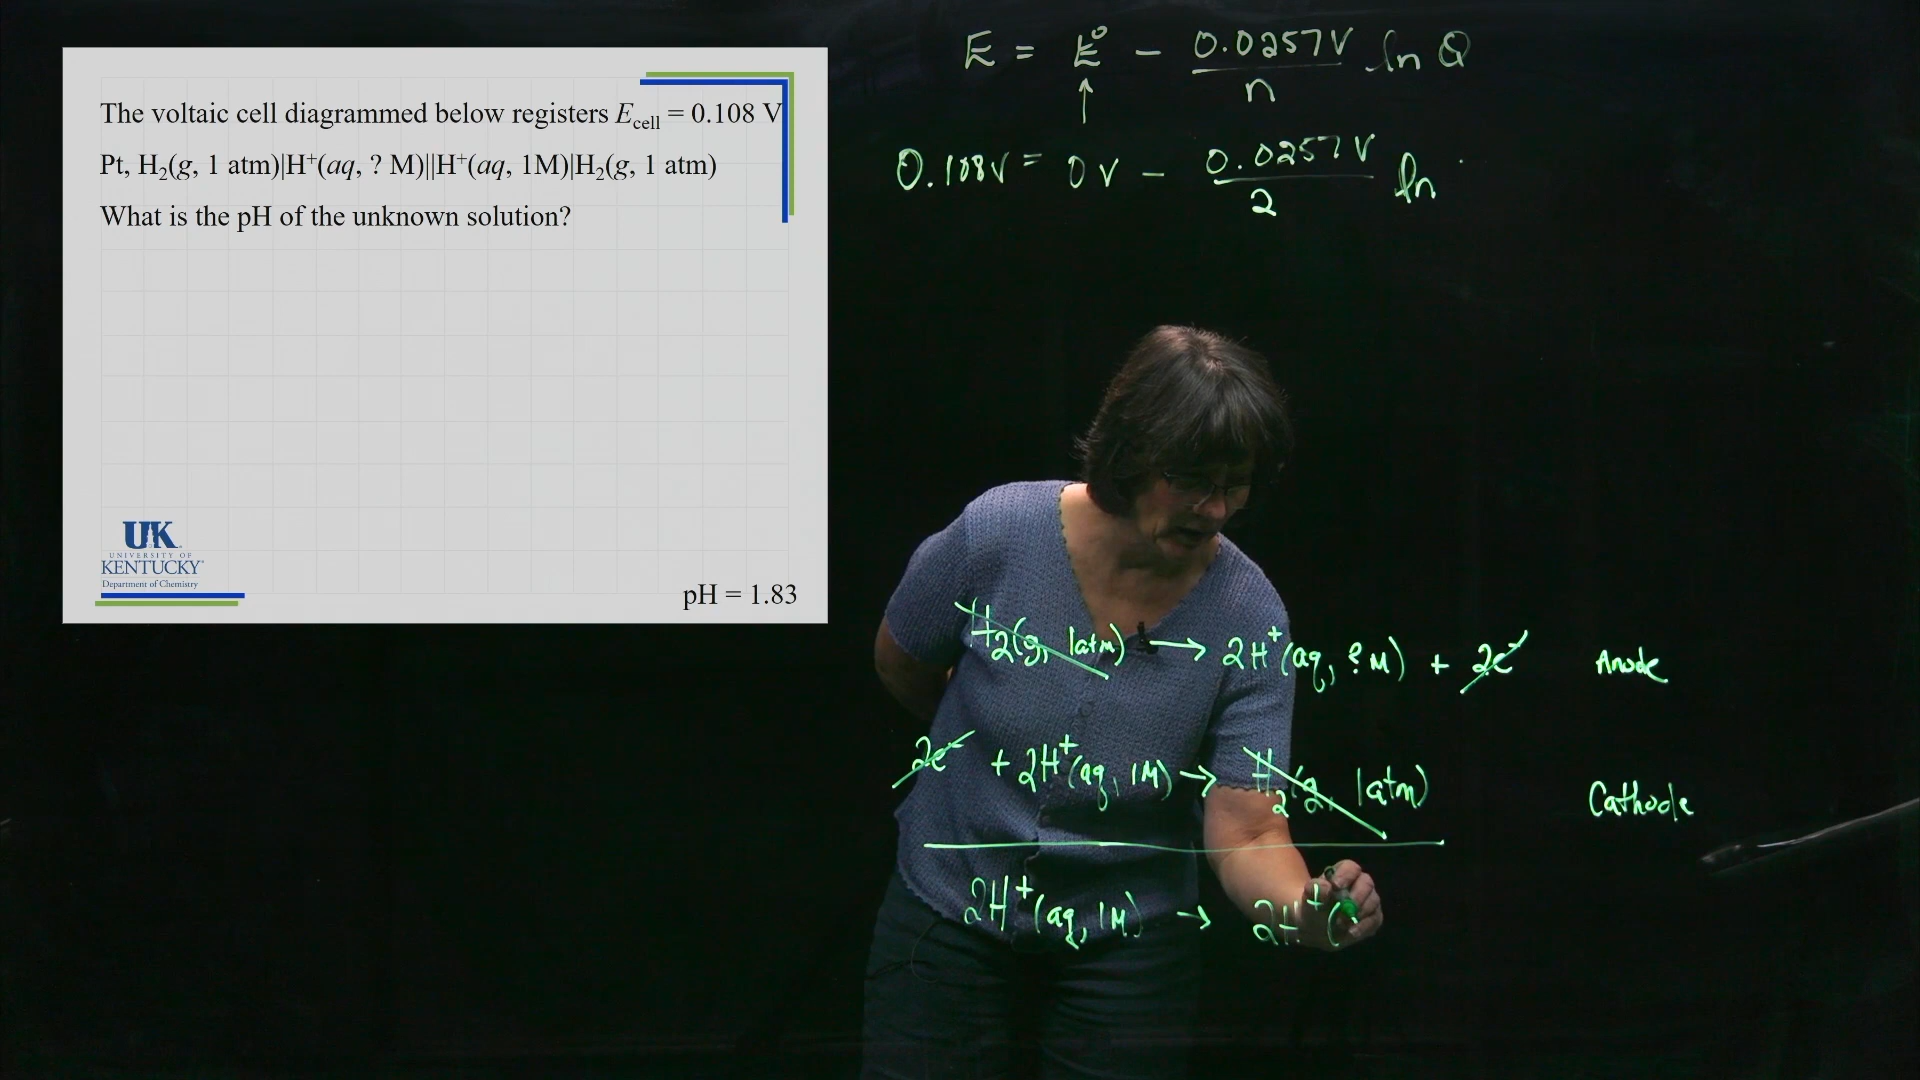 The voltaic cell diagrammed below registers Ecell = 0.108 V
Pt, H₂(g, 1 atm)|H⁺(aq, ? M)||H⁺(aq, 1M)|H₂(g, 1 atm)
What is the pH of the unknown solution?
UK
UNIVERSITY OF
KENTUCKY
Department of Chemistry
pH = 1.83
E = E⁰ - 0.0257V/n ln Q
0.108V = 0V - 0.0257V/2 ln
H₂(g, 1atm) → 2H⁺(aq, ? M) + 2e⁻ Anode
2e⁻ + 2H⁺(aq, 1M) → H₂(g, 1atm) Cathode
2H⁺(aq, 1M) → 2H⁺(